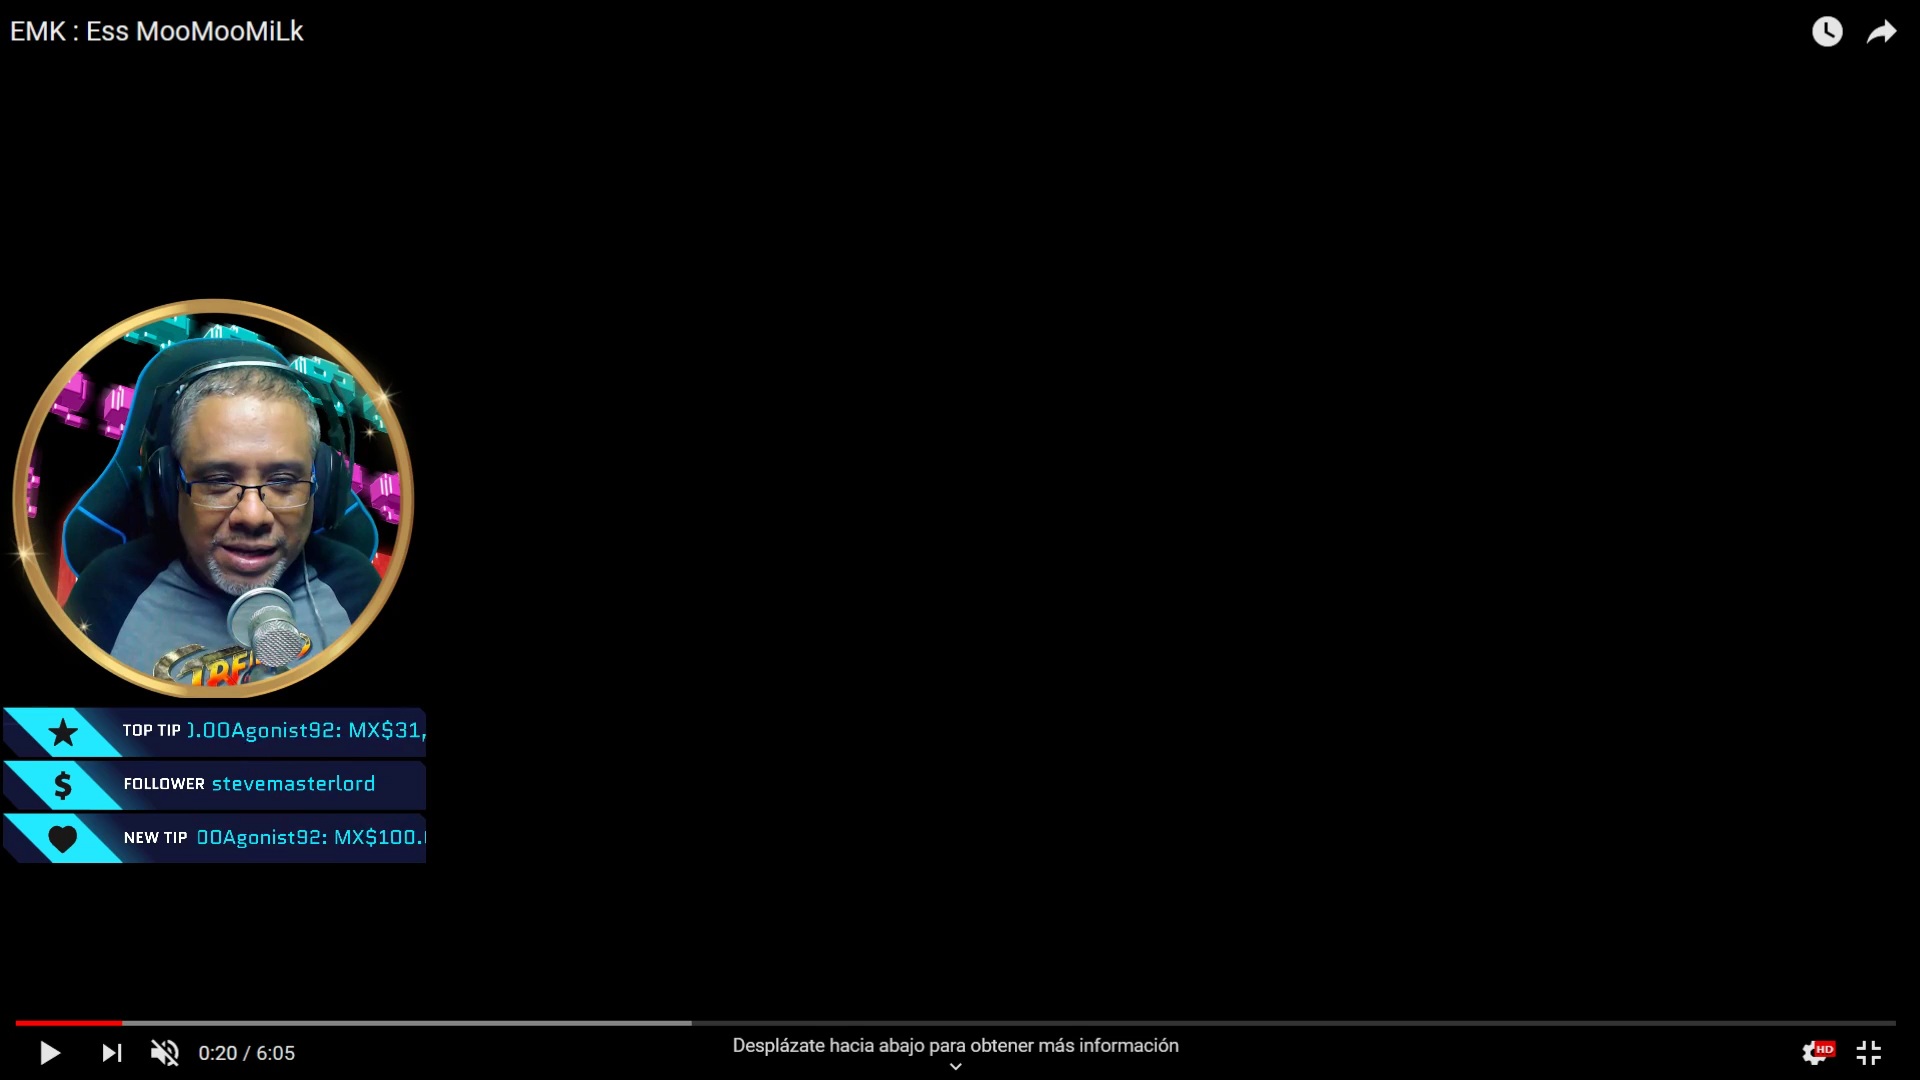 EMK : Ess MooMooMiLk
TOP TIP .00Agonist92: MX$31,
FOLLOWER stevemasterlord
NEW TIP 00Agonist92: MX$100.
0:20 / 6:05
Desplázate hacia abajo para obtener más información
HD